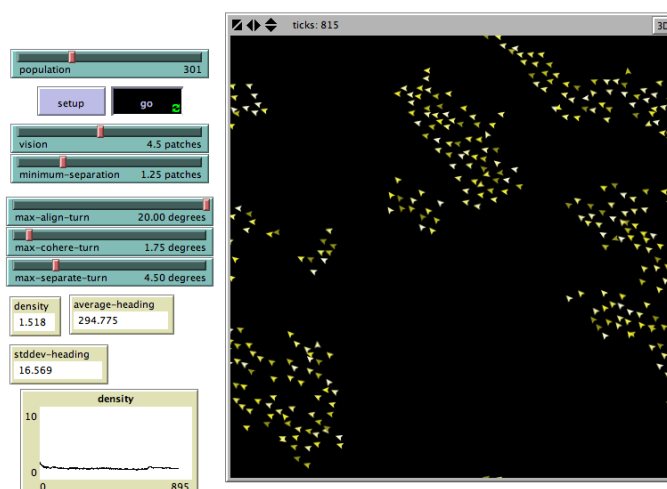 ticks: 815
3D
population 301
setup go
vision 4.5 patches
minimum-separation 1.25 patches
max-align-turn 20.00 degrees
max-cohere-turn 1.75 degrees
max-separate-turn 4.50 degrees
density average-heading
1.518 294.775
stddev-heading
16.569
density
10
0
0 895